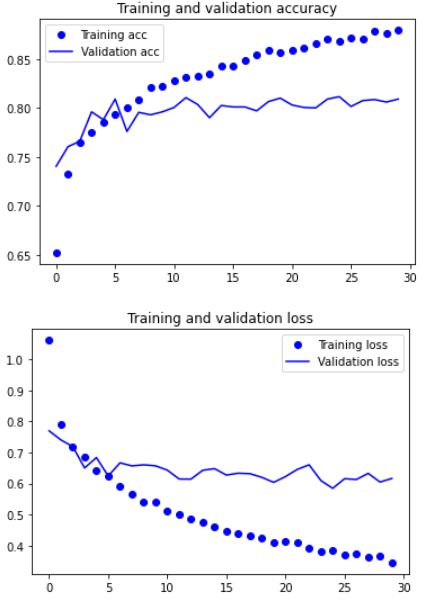 Training and validation accuracy
Training acc
Validation acc
0.85
0.80
0.75
0.70
0.65
0 5 10 15 20 25 30
Training and validation loss
Training loss
Validation loss
1.0
0.9
0.8
0.7
0.6
0.5
0.4
0 5 10 15 20 25 30